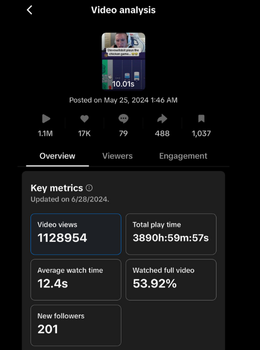 Video analysis
10.01s
Posted on May 25, 2024 1:46 AM
1.1M 17K 79 488 1,037
Overview Viewers Engagement
Key metrics
Updated on 6/28/2024.
Video views Total play time
1128954 3890h:59m:57s
Average watch time Watched full video
12.4s 53.92%
New followers
201